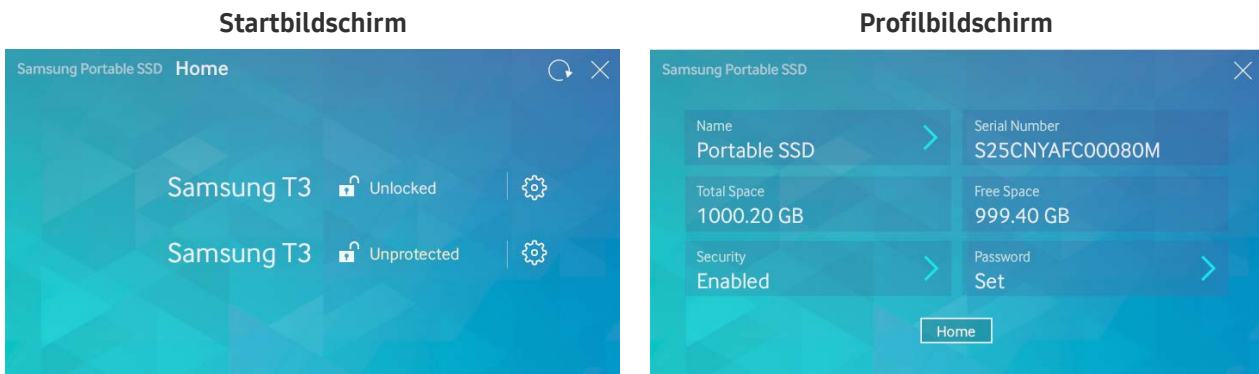 Startbildschirm
Samsung Portable SSD Home
Samsung T3 Unlocked
Samsung T3 Unprotected
Profilbildschirm
Samsung Portable SSD
Name
Portable SSD
Serial Number
S25CNYAFC00080M
Total Space
1000.20 GB
Free Space
999.40 GB
Security
Enabled
Password
Set
Home